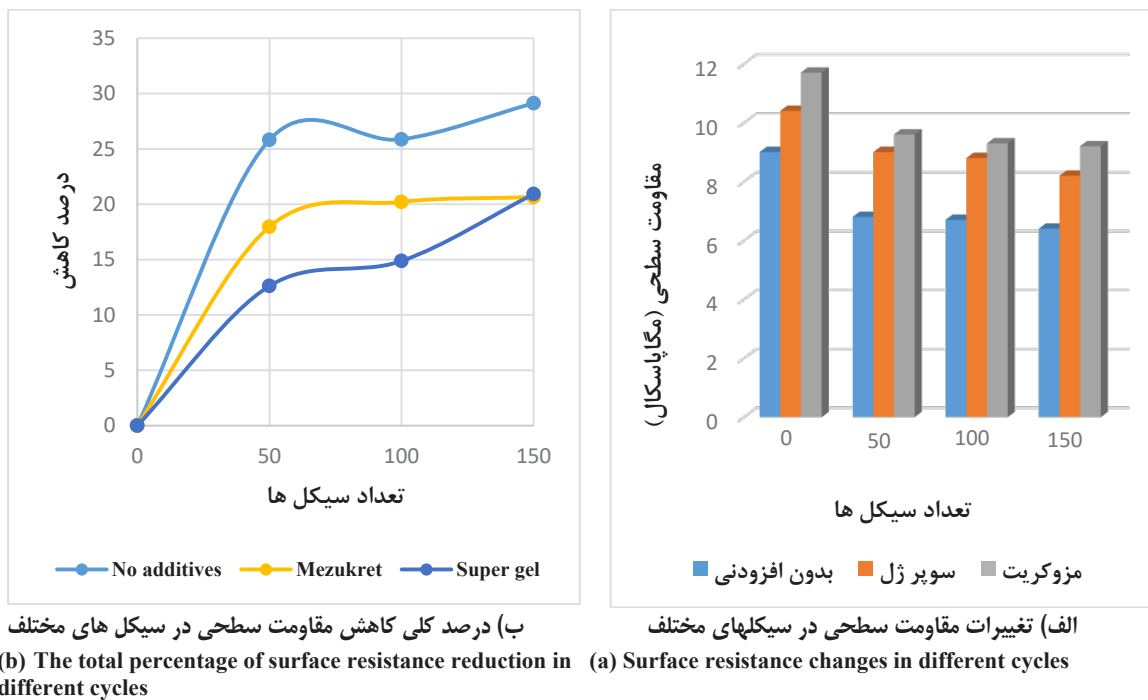 35
30
25
20
15
10
5
0
درصد کاهش
0 50 100 150
تعداد سیکل ها
No additives Mezukret Super gel
ب) درصد کلی کاهش مقاومت سطحی در سیکل های مختلف
(b) The total percentage of surface resistance reduction in
different cycles
12
10
8
6
4
2
0
مقاومت سطحی (مگاپاسکال)
0 50 100 150
تعداد سیکل ها
بدون افزودنی سوپر ژل مزوکریت
الف) تغییرات مقاومت سطحی در سیکلهای مختلف
(a) Surface resistance changes in different cycles